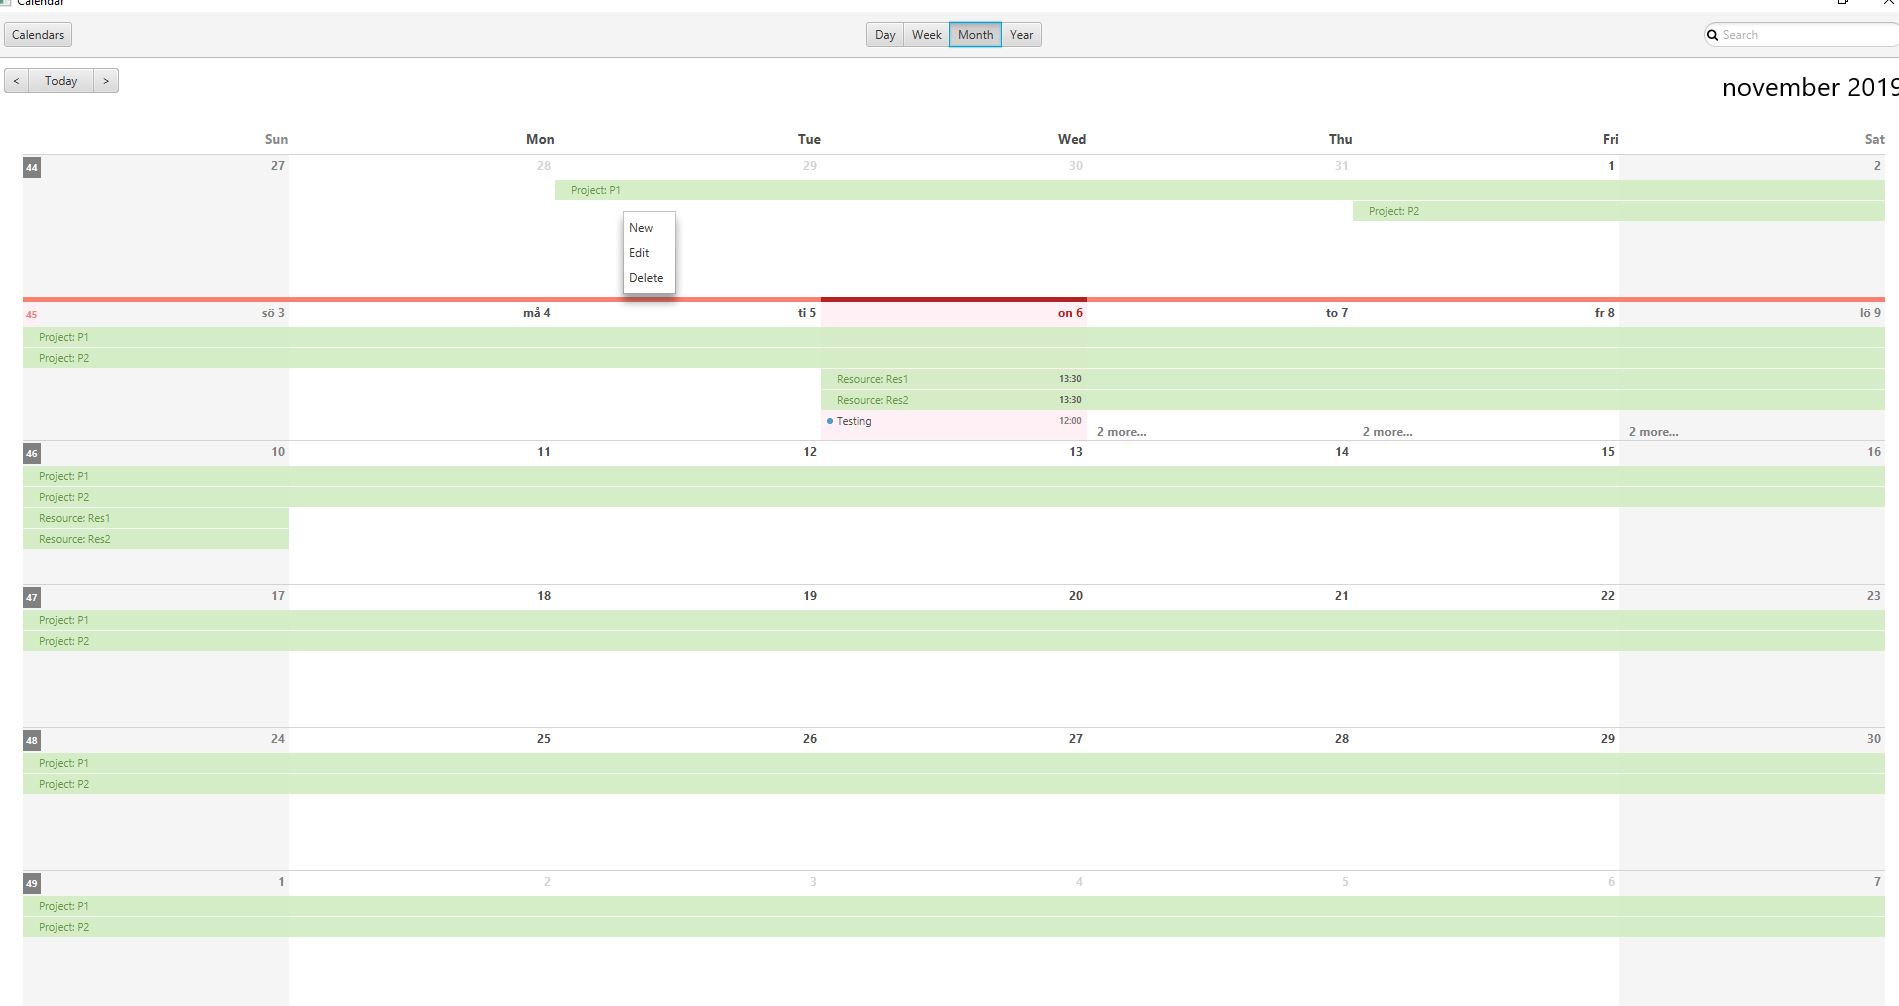 Calendar
Calendars
Day Week Month Year
Search
< Today >
november 2019
Sun Mon Tue Wed Thu Fri Sat
44 27 28 29 30 31 1 2
Project: P1
Project: P2
New
Edit
Delete
45 sö 3 må 4 ti 5 on 6 to 7 fr 8 lö 9
Project: P1
Project: P2
Resource: Res1 13:30
Resource: Res2 13:30
Testing 12:00
2 more... 2 more... 2 more...
46 10 11 12 13 14 15 16
Project: P1
Project: P2
Resource: Res1
Resource: Res2
47 17 18 19 20 21 22 23
Project: P1
Project: P2
48 24 25 26 27 28 29 30
Project: P1
Project: P2
49 1 2 3 4 5 6 7
Project: P1
Project: P2